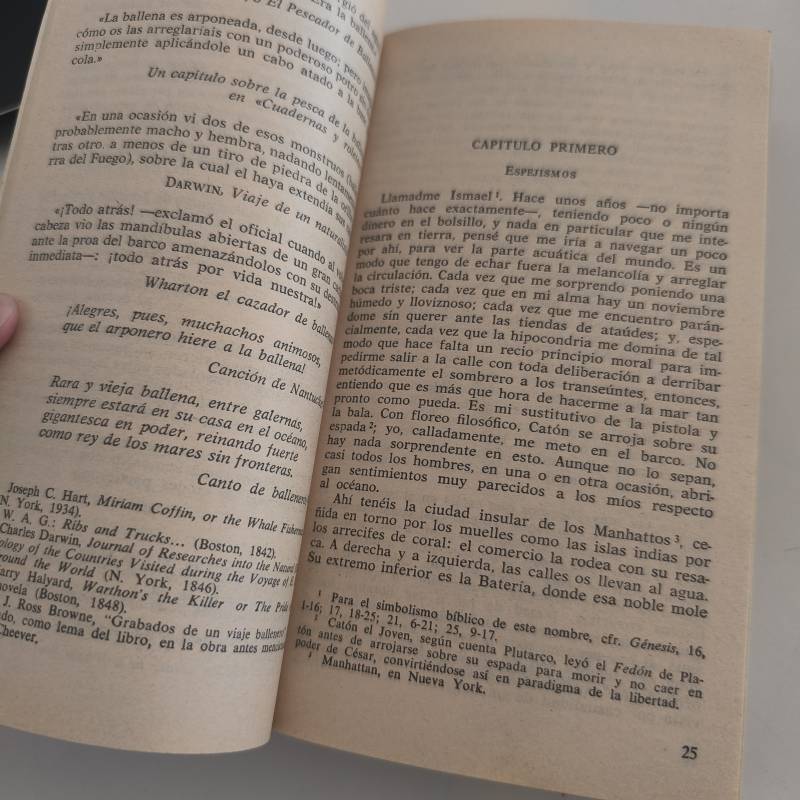 «La ballena es arponeada, desde luego; pero
cómo os las arreglaríais con un poderoso potro sin
simplemente aplicándole un cabo atado a la
cola.»
Un capítulo sobre la pesca de la
en «Cuadernas y
«En una ocasión vi dos de esos monstruos
probablemente macho y hembra, nadando lentamente
tras otro, a menos de un tiro de piedra de la
rra del Fuego), sobre la cual el haya extendía sus
DARWIN, Viaje de un
«¡Todo atrás! —exclamó el oficial cuando al
cabeza vio las mandíbulas abiertas de un gran
ante la proa del barco amenazándolos con su
inmediata—: ¡todo atrás por vida nuestra!»
Wharton el cazador de
¡Alegres, pues, muchachos animosos,
que el arponero hiere a la ballena!
Canción de
Rara y vieja ballena, entre galernas,
siempre estará en su casa en el océano,
gigantesca en poder, reinando fuerte
como rey de los mares sin fronteras.
Canto de
Joseph C. Hart, Miriam Coffin, or the Whale
N. York, 1934).
W. A. G.: Ribs and Trucks... (Boston, 1842).
Charles Darwin, Journal of Researches into the
ology of the Countries Visited during the Voyage of
round the World (N. York, 1846).
arry Halyard, Warthon's the Killer or The
novela (Boston, 1848).
J. Ross Browne, "Grabados de un viaje
do, como lema del libro, en la obra antes
Cheever.
CAPITULO PRIMERO
ESPEJISMOS
Llamadme Ismael¹. Hace unos años —no importa
cuánto hace exactamente—, teniendo poco o ningún
dinero en el bolsillo, y nada en particular que me inte-
resara en tierra, pensé que me iría a navegar un poco
por ahí, para ver la parte acuática del mundo. Es un
modo que tengo de echar fuera la melancolía y arreglar
la circulación. Cada vez que me sorprendo poniendo una
boca triste; cada vez que en mi alma hay un noviembre
húmedo y lloviznoso; cada vez que me encuentro parán-
dome sin querer ante las tiendas de ataúdes; y, espe-
cialmente, cada vez que la hipocondria me domina de tal
modo que hace falta un recio principio moral para im-
pedirme salir a la calle con toda deliberación a derribar
metódicamente el sombrero a los transeúntes, entonces,
entiendo que es más que hora de hacerme a la mar tan
pronto como pueda. Es mi sustitutivo de la pistola y
la bala. Con floreo filosófico, Catón se arroja sobre su
espada²; yo, calladamente, me meto en el barco. No
hay nada sorprendente en esto. Aunque no lo sepan,
casi todos los hombres, en una o en otra ocasión, abri-
gan sentimientos muy parecidos a los míos respecto
al océano.
Ahí tenéis la ciudad insular de los Manhattos³, ce-
ñida en torno por los muelles como las islas indias por
los arrecifes de coral: el comercio la rodea con su resa-
ca. A derecha y a izquierda, las calles os llevan al agua.
Su extremo inferior es la Batería, donde esa noble mole
¹ Para el simbolismo bíblico de este nombre, cfr. Génesis, 16,
1-16; 17, 18-25; 21, 6-21; 25, 9-17.
² Catón el Joven, según cuenta Plutarco, leyó el Fedón de Pla-
tón antes de arrojarse sobre su espada para morir y no caer en
poder de César, convirtiéndose así en paradigma de la libertad.
³ Manhattan, en Nueva York.
25